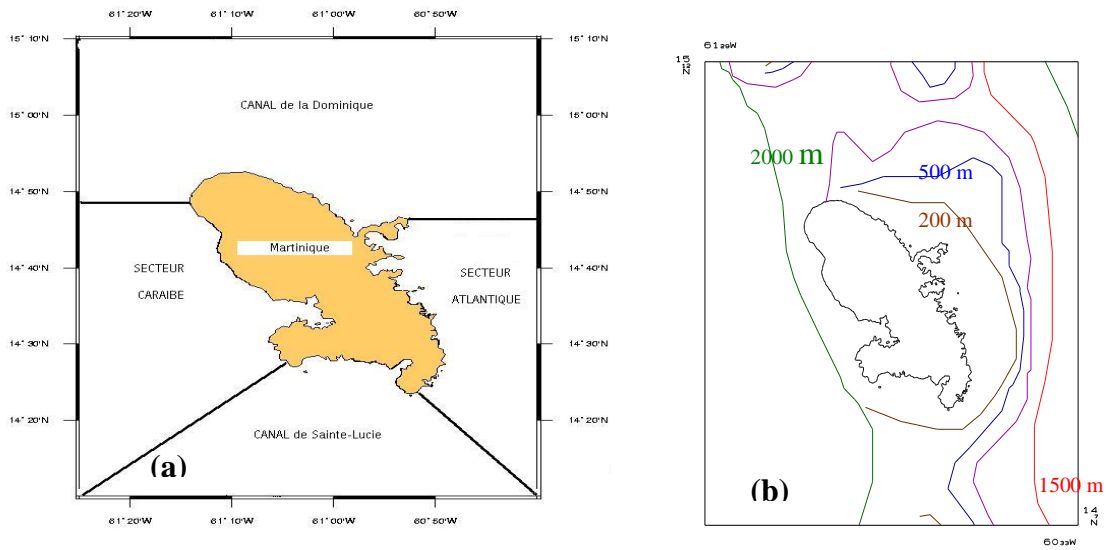 61°20'W 61°10'W 61°00'W 60°50'W
15°10'N 15°10'N
CANAL de la Dominique
15°00'N 15°00'N
14°50'N 14°50'N
Martinique
14°40'N 14°40'N
SECTEUR
CARAIBE
SECTEUR
ATLANTIQUE
14°30'N 14°30'N
14°20'N 14°20'N
CANAL de Sainte-Lucie
(a)
61°20'W 61°10'W 61°00'W 60°50'W
2000 m
500 m
200 m
1500 m
(b)